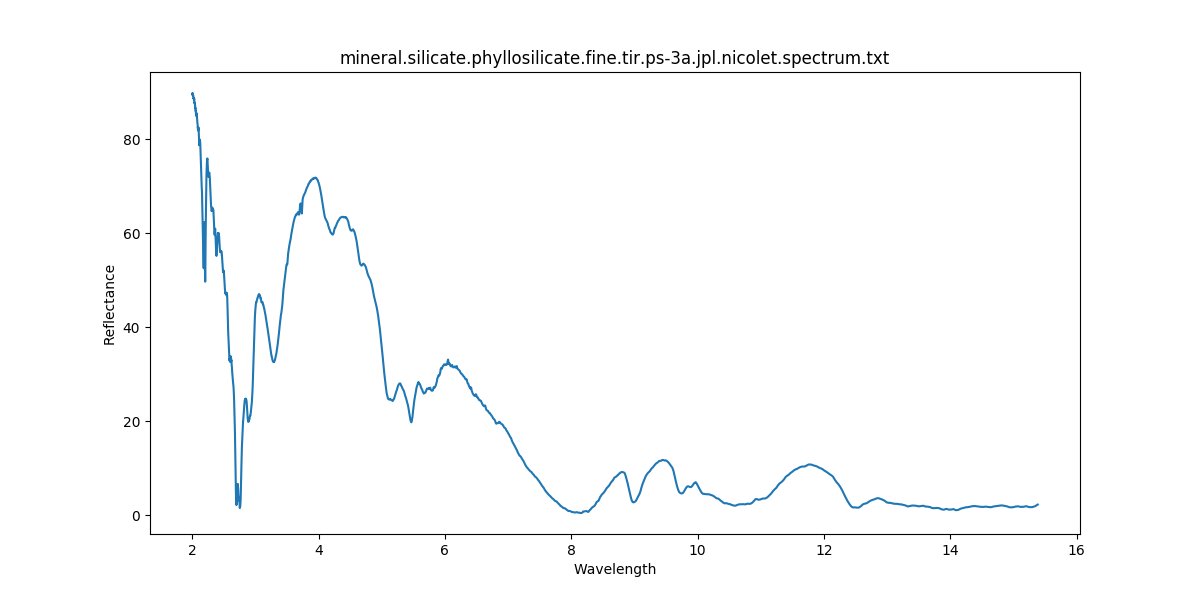 mineral.silicate.phyllosilicate.fine.tir.ps-3a.jpl.nicolet.spectrum.txt
80
60
40
20
0
Reflectance
2 4 6 8 10 12 14 16
Wavelength